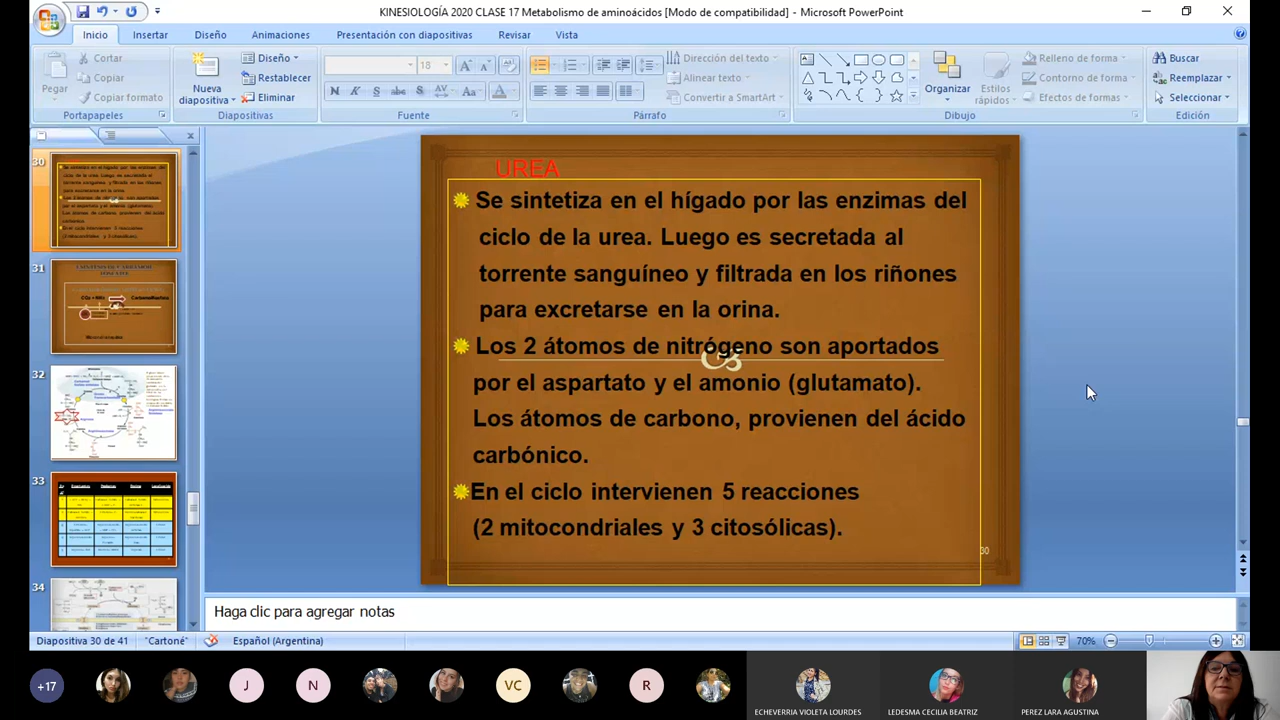 KINESIOLOGÍA 2020 CLASE 17 Metabolismo de aminoácidos [Modo de compatibilidad] - Microsoft PowerPoint
Inicio Insertar Diseño Animaciones Presentación con diapositivas Revisar Vista
Pegar
Cortar
Copiar
Copiar formato
Portapapeles
Nueva
diapositiva
Diseño
Restablecer
Eliminar
Diapositivas
18
Fuente
Dirección del texto
Alinear texto
Convertir a SmartArt
Párrafo
Organizar
Estilos
rápidos
Relleno de forma
Contorno de forma
Efectos de formas
Dibujo
Buscar
Reemplazar
Seleccionar
Edición
30
31
32
33
34
UREA
Se sintetiza en el hígado por las enzimas del
ciclo de la urea. Luego es secretada al
torrente sanguíneo y filtrada en los riñones
para excretarse en la orina.
Los 2 átomos de nitrógeno son aportados
por el aspartato y el amonio (glutamato).
Los átomos de carbono, provienen del ácido
carbónico.
En el ciclo intervienen 5 reacciones
(2 mitocondriales y 3 citosólicas).
30
Haga clic para agregar notas
Diapositiva 30 de 41 "Cartoné" Español (Argentina) 70%
+17 J N VC R
ECHEVERRIA VIOLETA LOURDES LEDESMA CECILIA BEATRIZ PEREZ LARA AGUSTINA